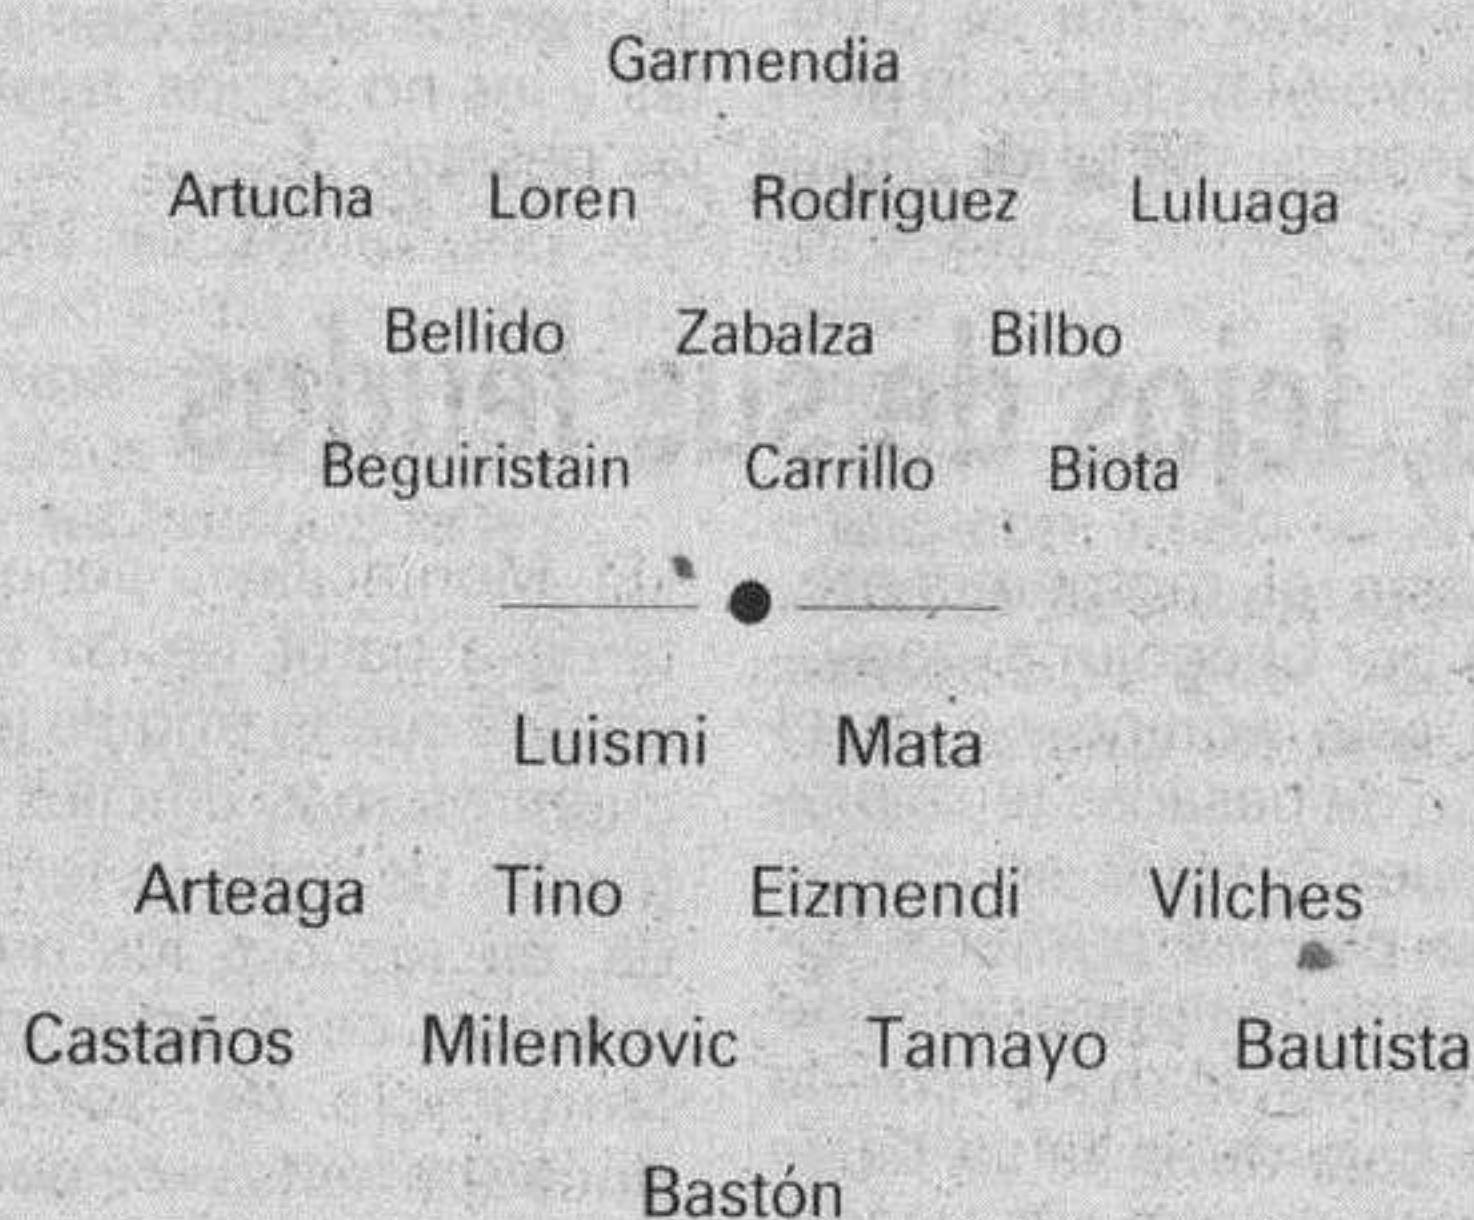 Garmendia
Artucha Loren Rodríguez Luluaga
Bellido Zabalza Bilbo
Beguiristain Carrillo Biota
Luismi Mata
Arteaga Tino Eizmendi Vilches
Castaños Milenkovic Tamayo Bautista
Bastón